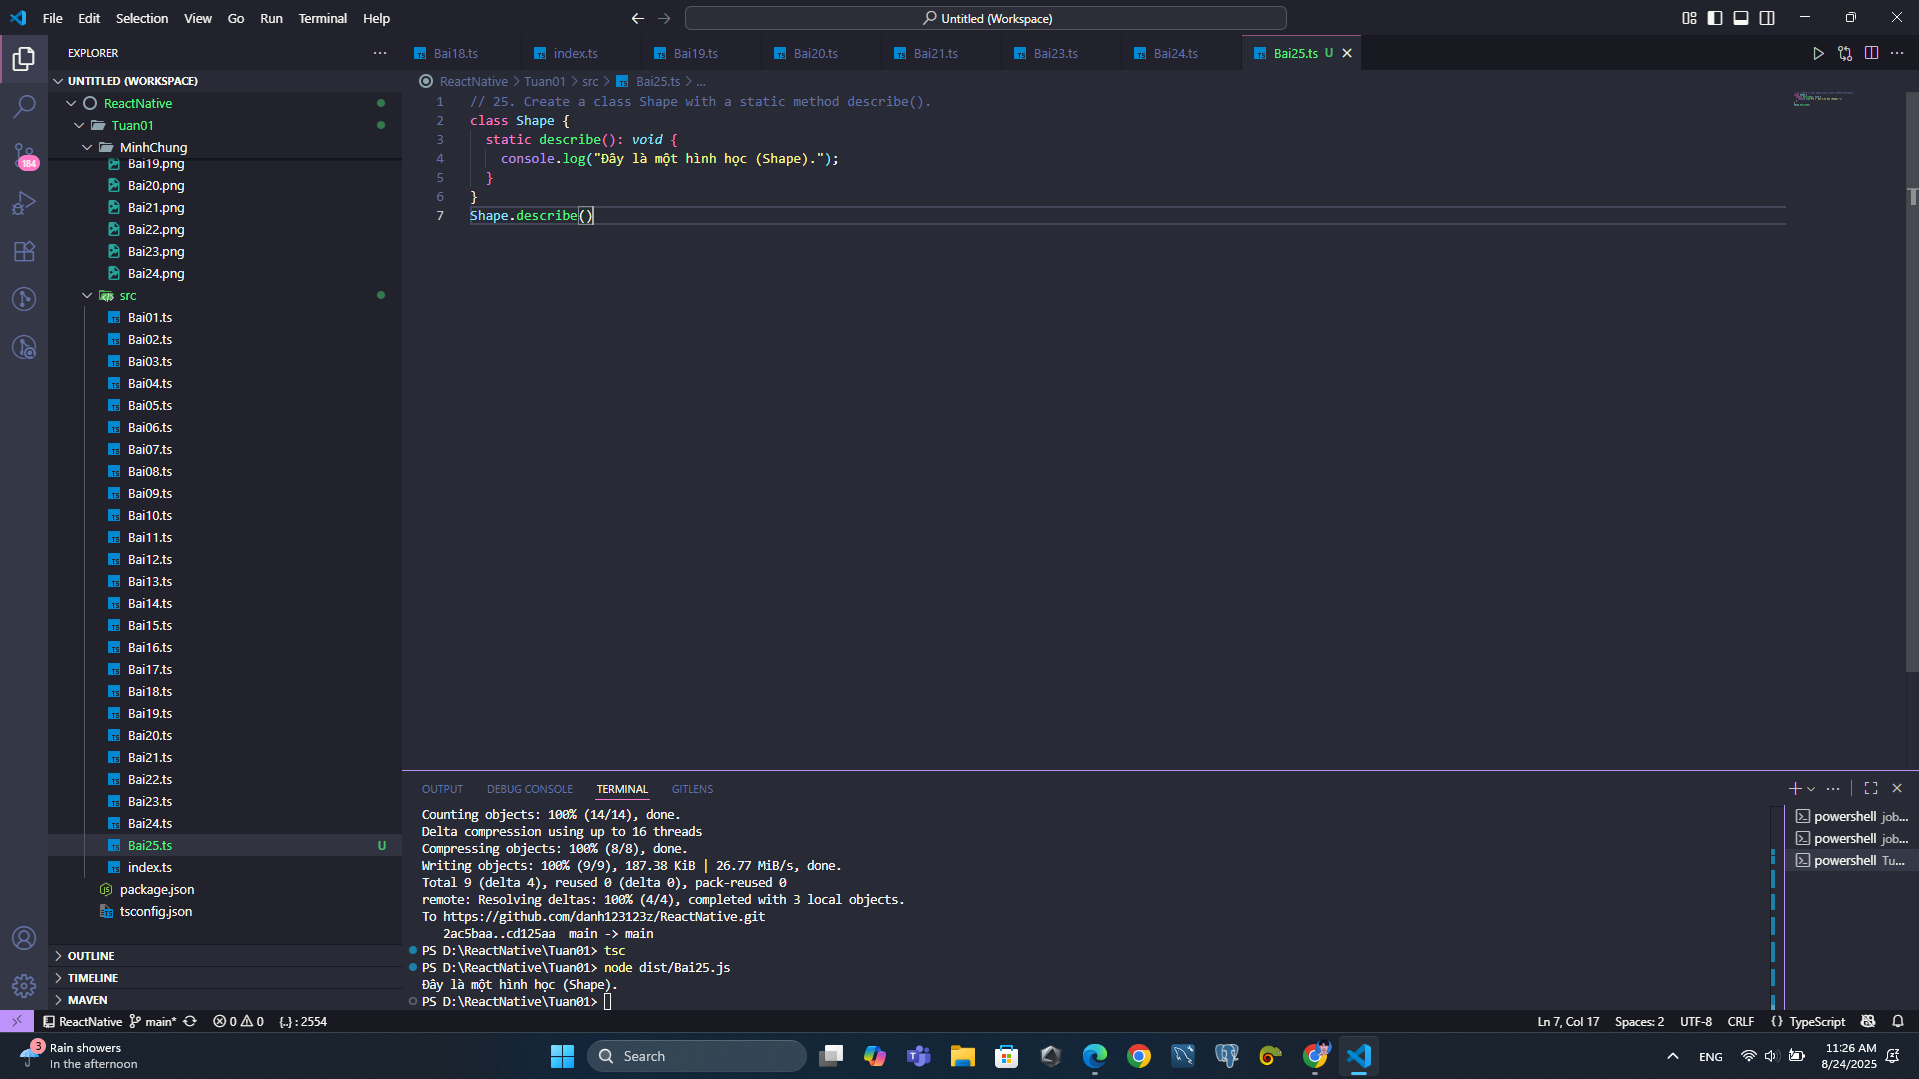 File Edit Selection View Go Run Terminal Help
Untitled (Workspace)
EXPLORER
Bai18.ts index.ts Bai19.ts Bai20.ts Bai21.ts Bai23.ts Bai24.ts Bai25.ts U
UNTITLED (WORKSPACE)
ReactNative > Tuan01 > src > Bai25.ts > ...
ReactNative
Tuan01
MinhChung
Bai19.png
Bai20.png
Bai21.png
Bai22.png
Bai23.png
Bai24.png
src
Bai01.ts
Bai02.ts
Bai03.ts
Bai04.ts
Bai05.ts
Bai06.ts
Bai07.ts
Bai08.ts
Bai09.ts
Bai10.ts
Bai11.ts
Bai12.ts
Bai13.ts
Bai14.ts
Bai15.ts
Bai16.ts
Bai17.ts
Bai18.ts
Bai19.ts
Bai20.ts
Bai21.ts
Bai22.ts
Bai23.ts
Bai24.ts
Bai25.ts U
index.ts
package.json
tsconfig.json
OUTLINE
TIMELINE
MAVEN
184
1 // 25. Create a class Shape with a static method describe().
2 class Shape {
3 static describe(): void {
4 console.log("Đây là một hình học (Shape).");
5 }
6 }
7 Shape.describe()
OUTPUT DEBUG CONSOLE TERMINAL GITLENS
Counting objects: 100% (14/14), done.
Delta compression using up to 16 threads
Compressing objects: 100% (8/8), done.
Writing objects: 100% (9/9), 187.38 KiB | 26.77 MiB/s, done.
Total 9 (delta 4), reused 0 (delta 0), pack-reused 0
remote: Resolving deltas: 100% (4/4), completed with 3 local objects.
To https://github.com/danh123123z/ReactNative.git
2ac5baa..cd125aa main -> main
PS D:\ReactNative\Tuan01> tsc
PS D:\ReactNative\Tuan01> node dist/Bai25.js
Đây là một hình học (Shape).
PS D:\ReactNative\Tuan01>
powershell job...
powershell job...
powershell Tu...
ReactNative main* 0 0 {..} : 2554
Ln 7, Col 17 Spaces: 2 UTF-8 CRLF {} TypeScript
3
Rain showers
In the afternoon
Search
ENG
11:26 AM
8/24/2025